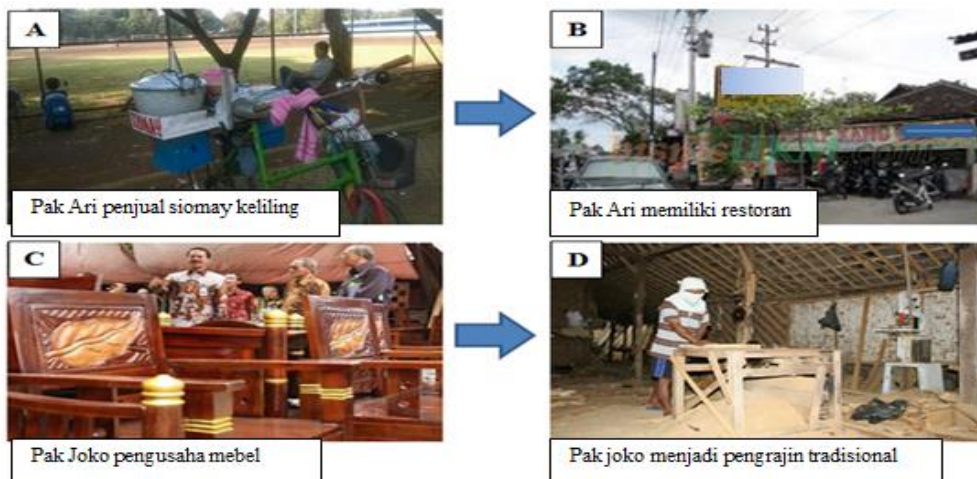 A
B
Pak Ari penjual siomay keliling
Pak Ari memiliki restoran
C
D
Pak Joko pengusaha mebel
Pak joko menjadi pengrajin tradisional